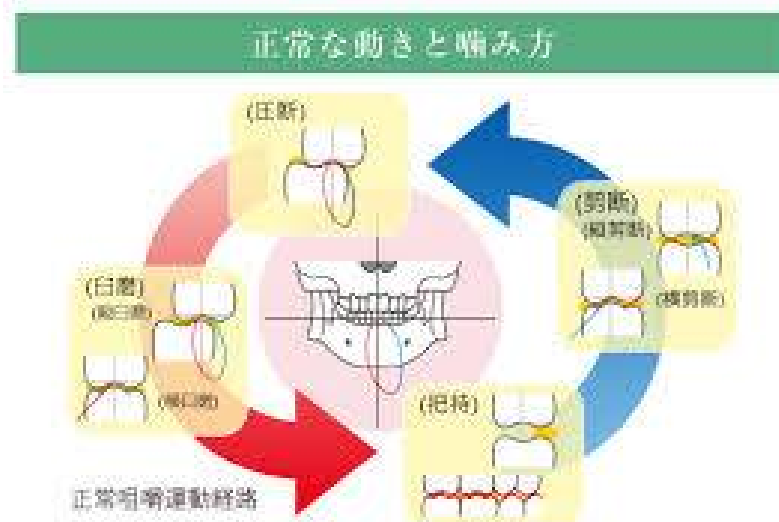 正常な動きと噛み方
(圧断)
(剪断)
(縦剪断)
(横剪断)
(臼磨)
(縦臼磨)
(横臼磨)
(把持)
正常咀嚼運動経路